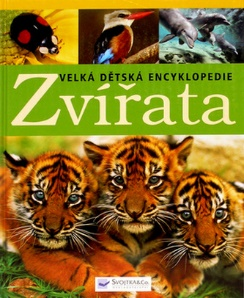 VELKÁ DĚTSKÁ ENCYKLOPEDIE
Zvířata
SVOJTKA&CO.